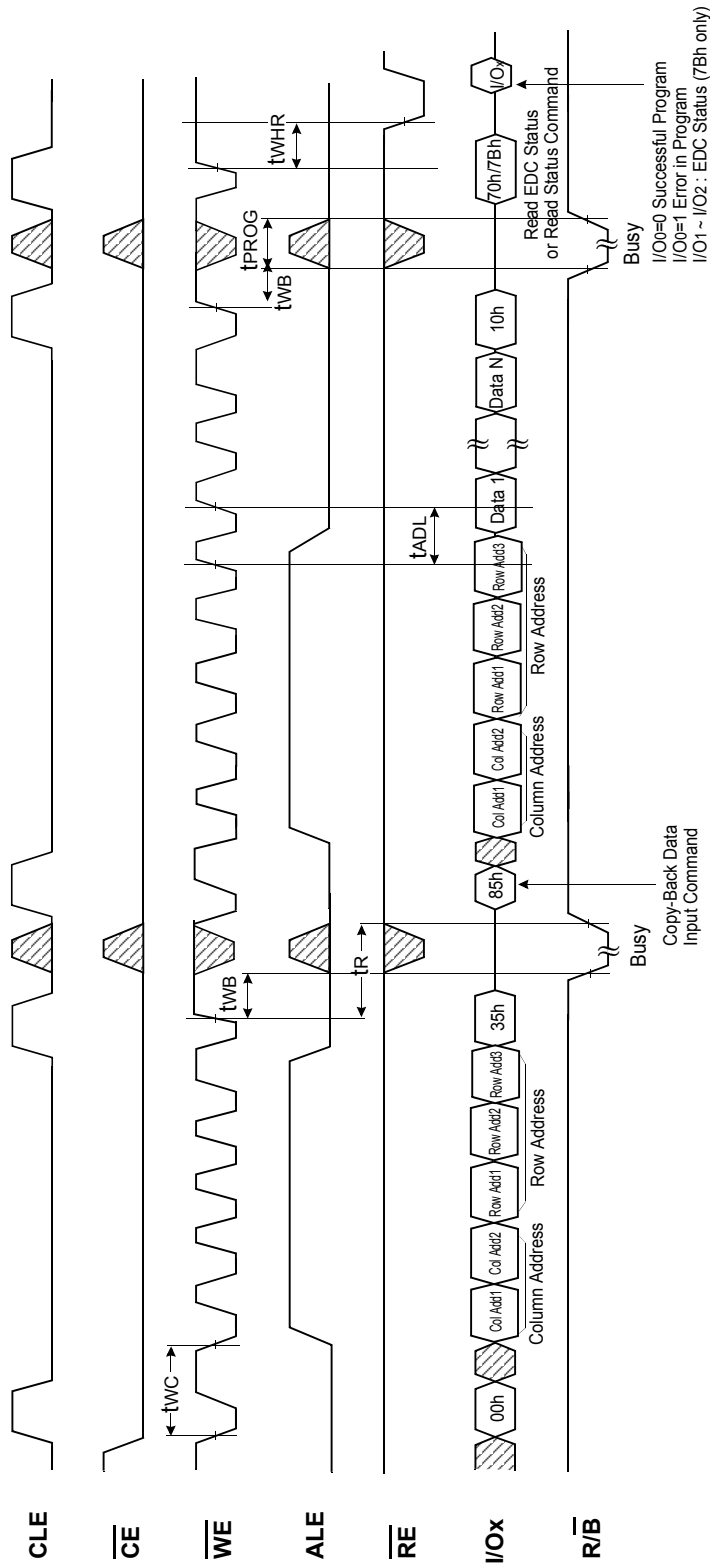 CLE
CE
WE
tWC
tWB
tWB
tPROG
tWHR
ALE
tR
tADL
RE
I/Ox
00h
Col Add1
Col Add2
Row Add1
Row Add2
Row Add3
35h
85h
Col Add1
Col Add2
Row Add1
Row Add2
Row Add3
Data 1
Data N
10h
70h/7Bh
I/Ox
Column Address
Row Address
Column Address
Row Address
Read EDC Status
or Read Status Command
R/B
Busy
Copy-Back Data
Input Command
Busy
I/O0=0 Successful Program
I/O0=1 Error in Program
I/O1 ~ I/O2 : EDC Status (7Bh only)